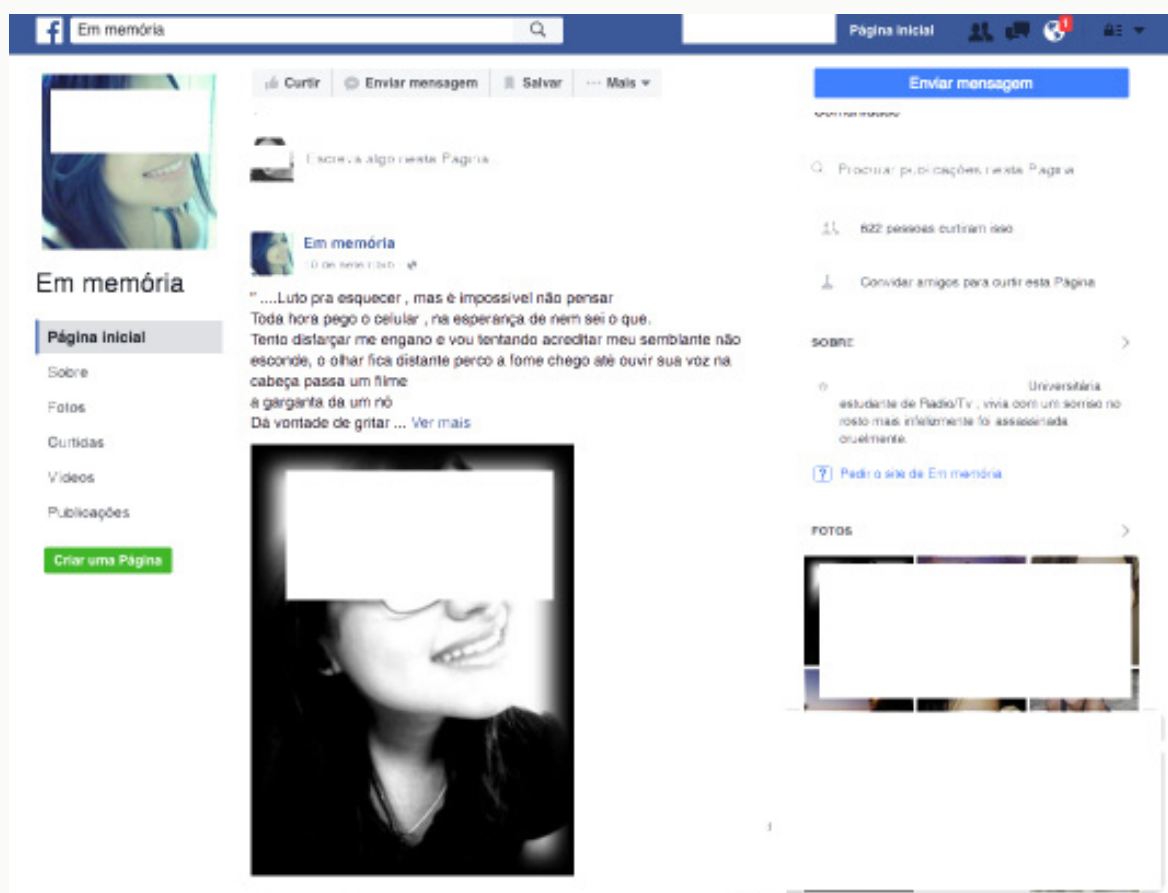 f
Em memória
Página inicial
1
Curtir
Enviar mensagem
Salvar
Mais
Enviar mensagem
Comunidade
Escreva algo nesta Página...
Procurar publicações nesta Página
622 pessoas curtiram isso
Convidar amigos para curtir esta Página
Em memória
Página inicial
Sobre
Fotos
Curtidas
Vídeos
Publicações
Criar uma Página
Em memória
10 de
" ....Luto pra esquecer , mas é impossível não pensar
Toda hora pego o celular , na esperança de nem sei o que.
Tento disfarçar me engano e vou tentando acreditar meu semblante não
esconde, o olhar fica distante perco a fome chego até ouvir sua voz na
cabeça passa um filme
a garganta da um nó
Dá vontade de gritar ... Ver mais
SOBRE
Universitária
estudante de Radio/Tv , vivia com um sorriso no
rosto mais infelizmente foi assassinada
cruelmente.
Pedir o site de Em memória
FOTOS